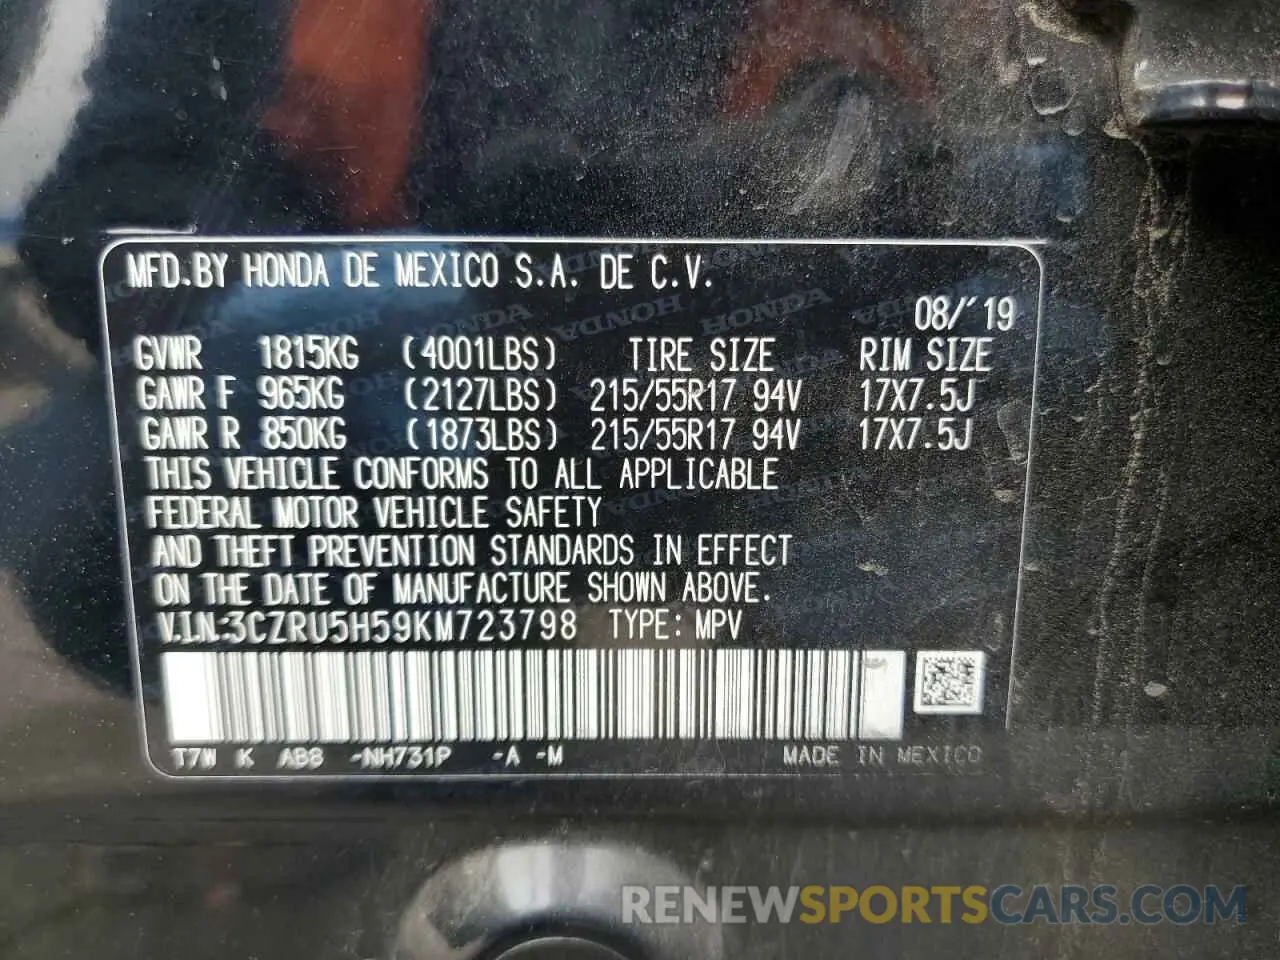 MFD.BY HONDA DE MEXICO S.A. DE C.V.
08/'19
GVWR 1815KG (4001LBS) TIRE SIZE RIM SIZE
GAWR F 965KG (2127LBS) 215/55R17 94V 17X7.5J
GAWR R 850KG (1873LBS) 215/55R17 94V 17X7.5J
THIS VEHICLE CONFORMS TO ALL APPLICABLE
FEDERAL MOTOR VEHICLE SAFETY
AND THEFT PREVENTION STANDARDS IN EFFECT
ON THE DATE OF MANUFACTURE SHOWN ABOVE.
V.I.N:3CZRU5H59KM723798 TYPE: MPV
T7W K AB8 -NH731P -A -M MADE IN MEXICO
RENEWSPORTSCARS.COM